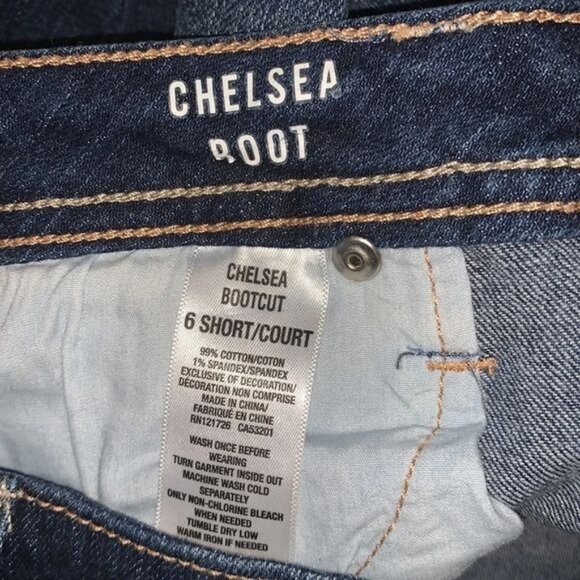 CHELSEA
BOOT
CHELSEA
BOOTCUT
6 SHORT/COURT
99% COTTON/COTON
1% SPANDEX/SPANDEX
EXCLUSIVE OF DECORATION/
DÉCORATION NON COMPRISE
MADE IN CHINA/
FABRIQUÉ EN CHINE
RN121726 CA53201
WASH ONCE BEFORE
WEARING
TURN GARMENT INSIDE OUT
MACHINE WASH COLD
SEPARATELY
ONLY NON-CHLORINE BLEACH
WHEN NEEDED
TUMBLE DRY LOW
WARM IRON IF NEEDED